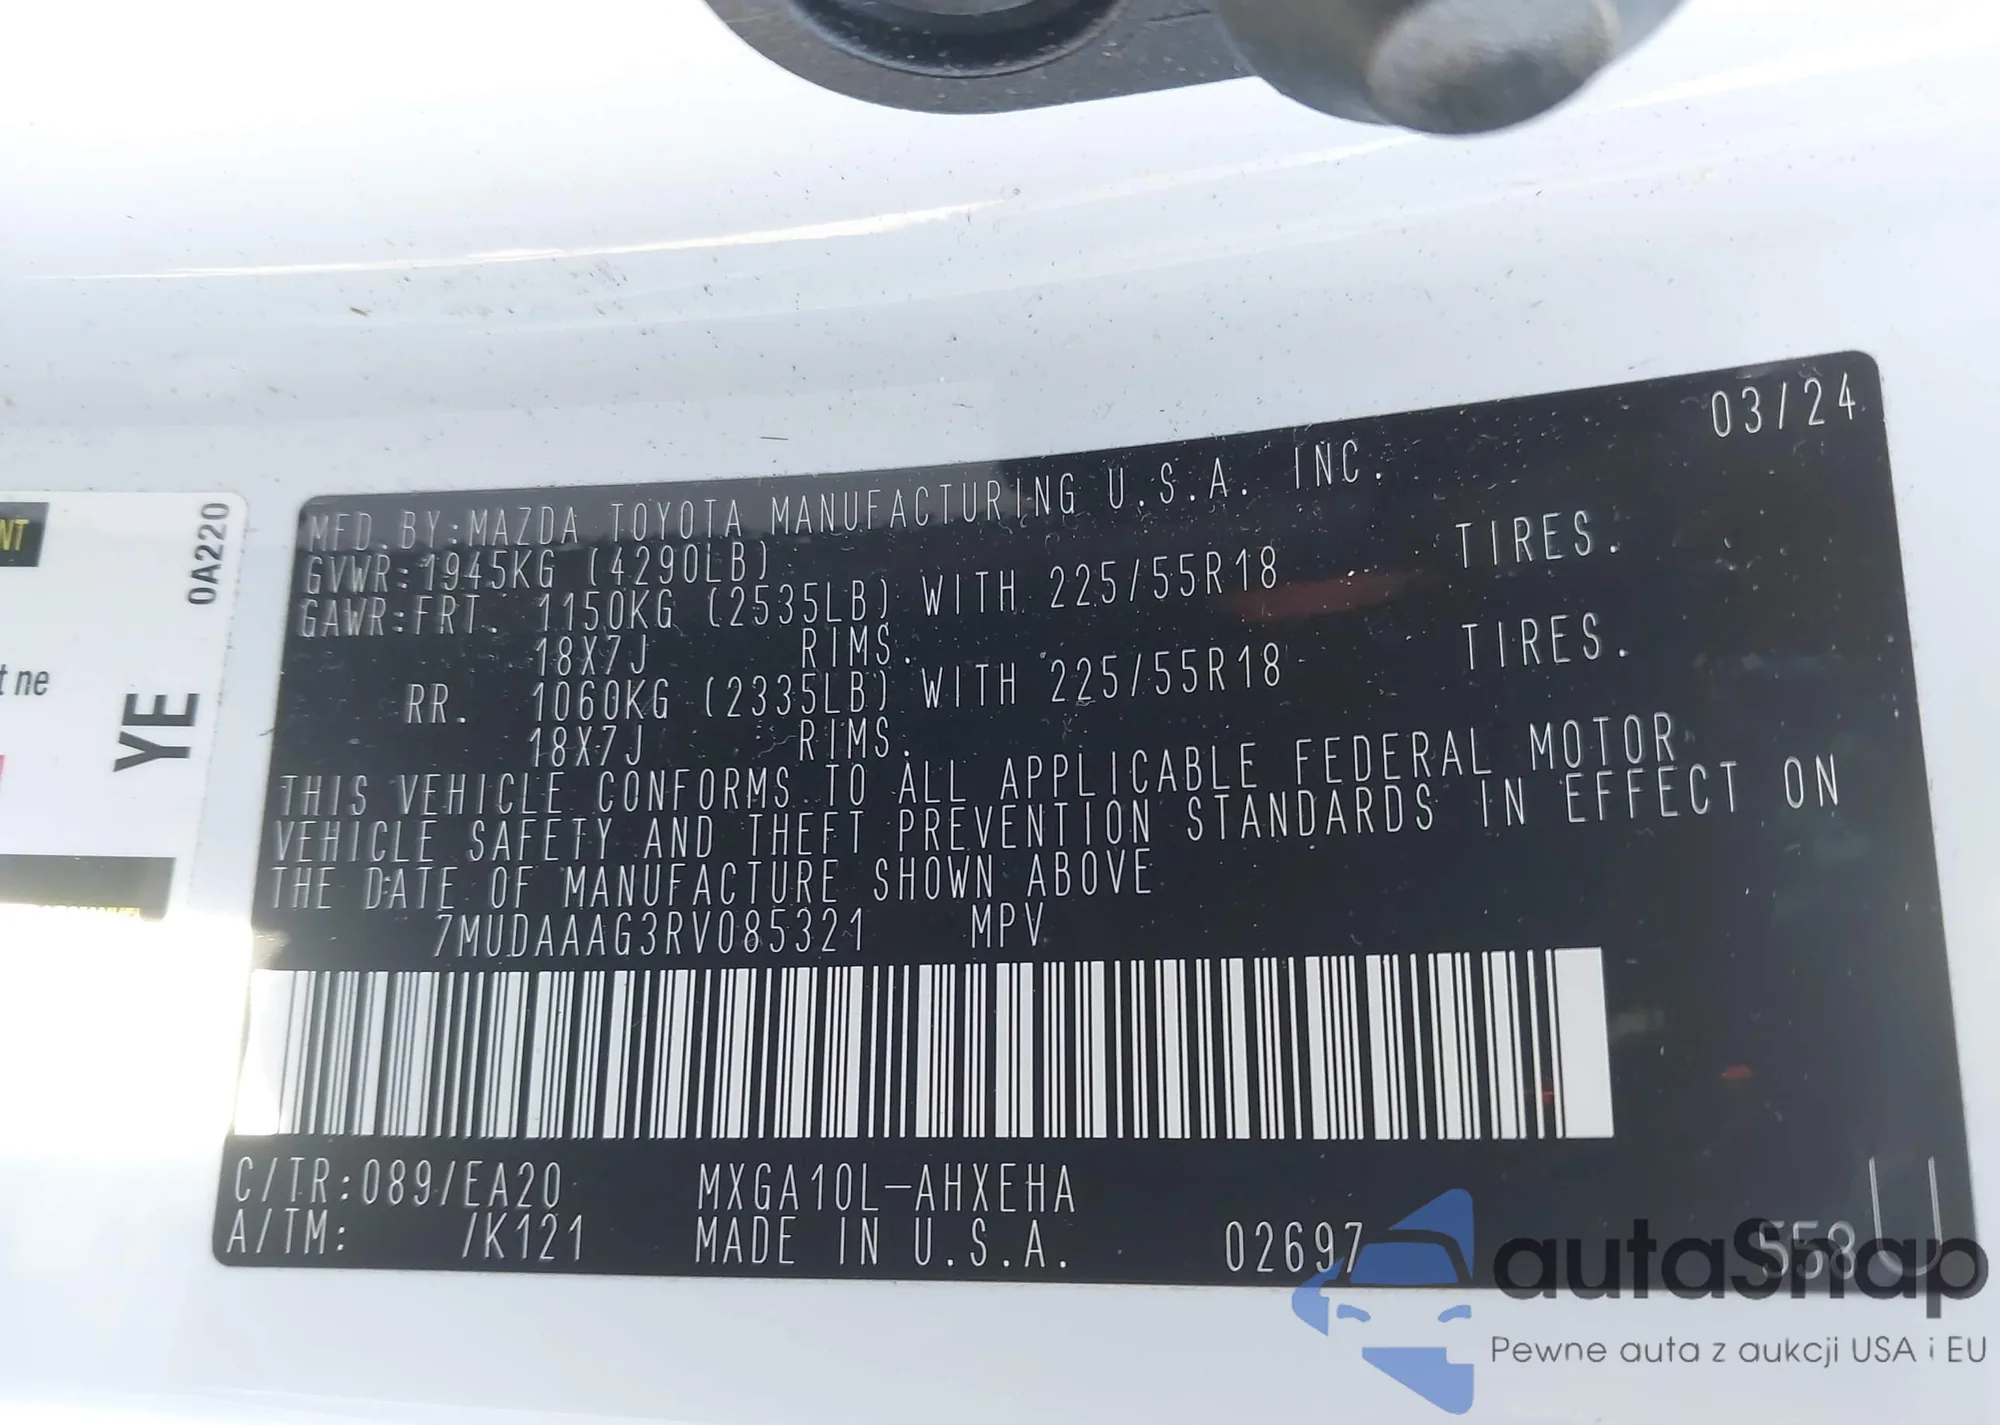 NT
0A220
t ne
YE
03/24
MFD BY:MAZDA TOYOTA MANUFACTURING U.S.A. INC.
GVWR:1945KG (4290LB)
GAWR:FRT. 1150KG (2535LB) WITH 225/55R18 TIRES.
18X7J RIMS.
RR. 1060KG (2335LB) WITH 225/55R18 TIRES.
18X7J RIMS.
THIS VEHICLE CONFORMS TO ALL APPLICABLE FEDERAL MOTOR
VEHICLE SAFETY AND THEFT PREVENTION STANDARDS IN EFFECT ON
THE DATE OF MANUFACTURE SHOWN ABOVE
7MUDAAAG3RV085321 MPV
C/TR:089/EA20 MXGA10L-AHXEHA
A/TM: /K121 MADE IN U.S.A. 02697 558 U
autaSnap
Pewne auta z aukcji USA i EU